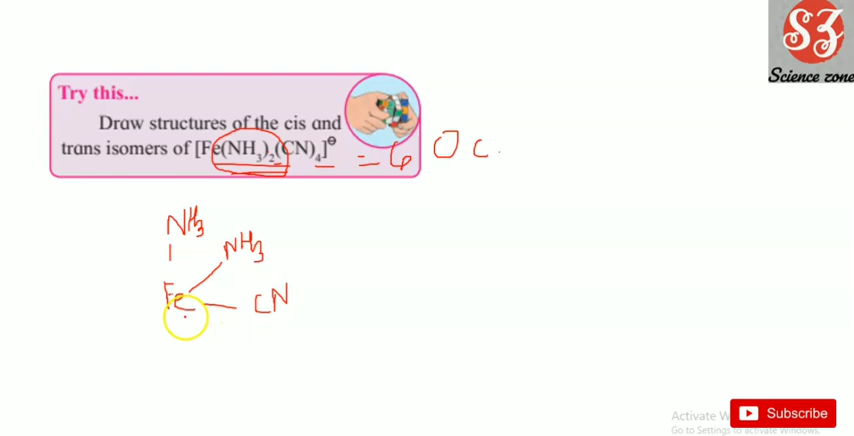 SZ
Science zone
Try this...
Draw structures of the cis and
trans isomers of [Fe(NH₃)₂(CN)₄]⊖ = 6 Oc
NH₃
NH₃
Fe CN
Activate W
Go to Settings to activate Windows.
Subscribe